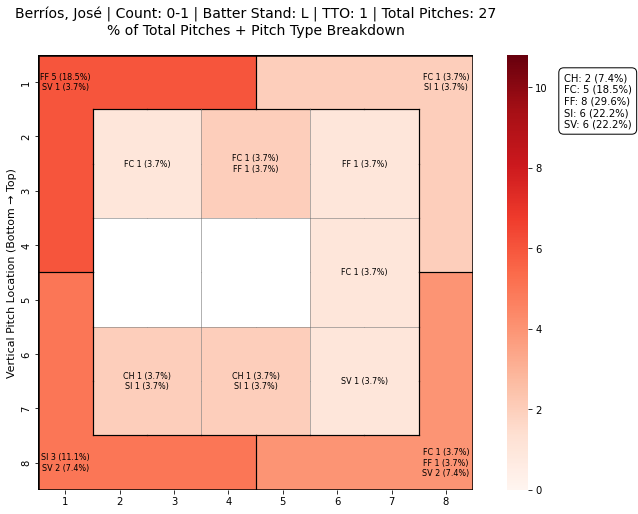 Berríos, José | Count: 0-1 | Batter Stand: L | TTO: 1 | Total Pitches: 27
% of Total Pitches + Pitch Type Breakdown
FF 5 (18.5%)
SV 1 (3.7%)
FC 1 (3.7%)
SI 1 (3.7%)
FC 1 (3.7%)
FC 1 (3.7%)
FF 1 (3.7%)
FF 1 (3.7%)
FC 1 (3.7%)
CH 1 (3.7%)
SI 1 (3.7%)
CH 1 (3.7%)
SI 1 (3.7%)
SV 1 (3.7%)
SI 3 (11.1%)
SV 2 (7.4%)
FC 1 (3.7%)
FF 1 (3.7%)
SV 2 (7.4%)
Vertical Pitch Location (Bottom → Top)
1
2
3
4
5
6
7
8
1
2
3
4
5
6
7
8
10
8
6
4
2
0
CH: 2 (7.4%)
FC: 5 (18.5%)
FF: 8 (29.6%)
SI: 6 (22.2%)
SV: 6 (22.2%)